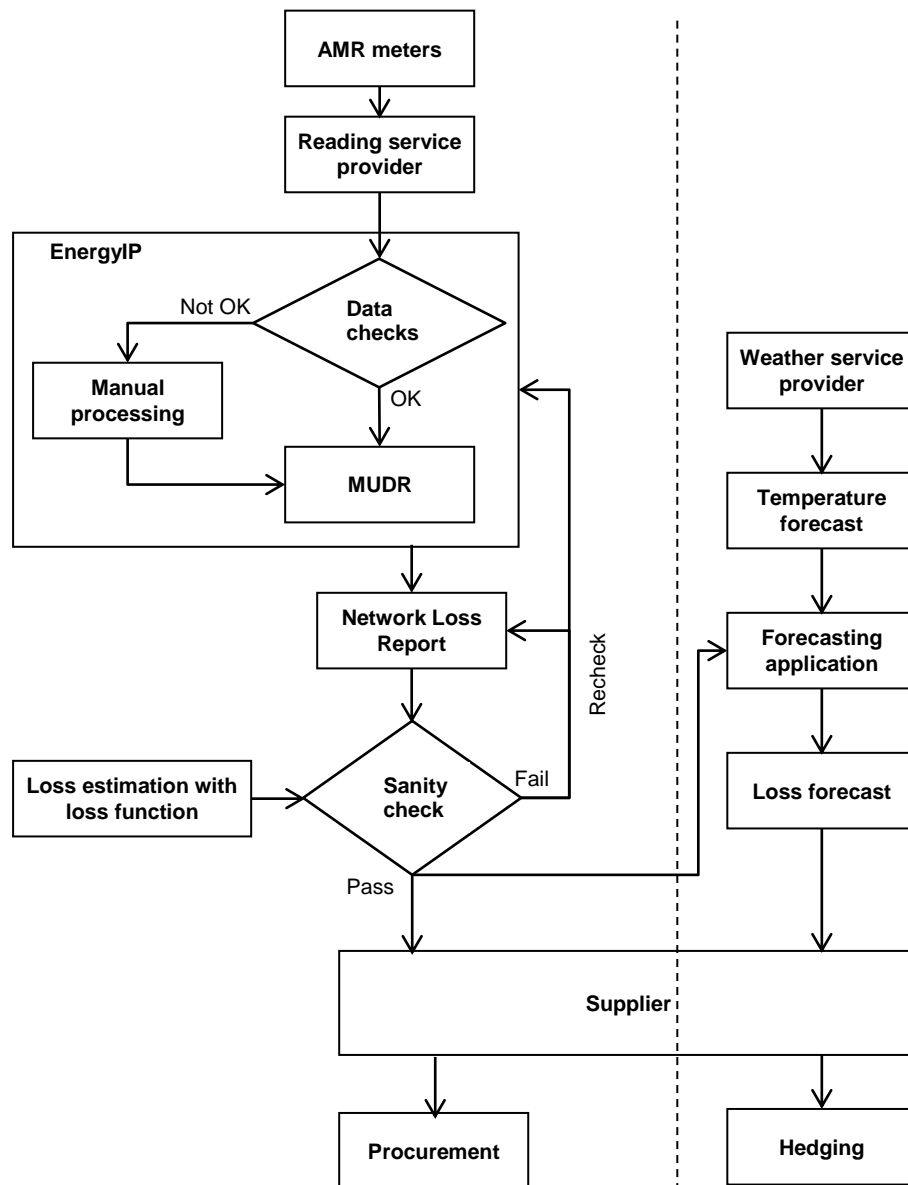 AMR meters
Reading service
provider
EnergyIP
Not OK
Data
checks
OK
Manual
processing
MUDR
Weather service
provider
Temperature
forecast
Network Loss
Report
Forecasting
application
Recheck
Loss estimation with
loss function
Sanity
check
Fail
Pass
Loss forecast
Supplier
Procurement
Hedging